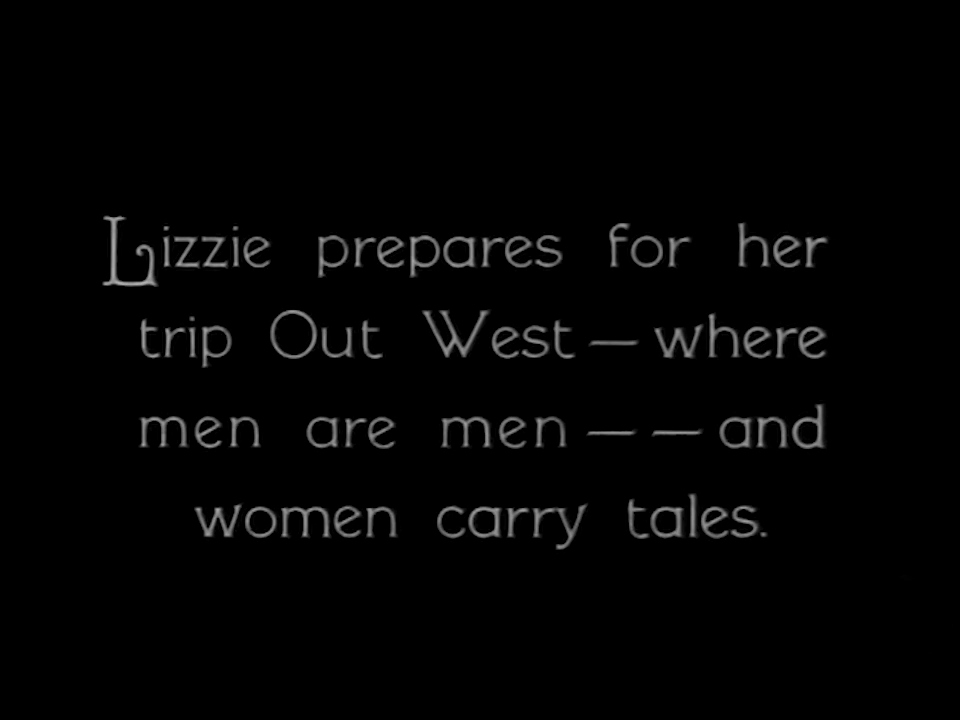 Lizzie prepares for her
trip Out West — where
men are men — — and
women carry tales.